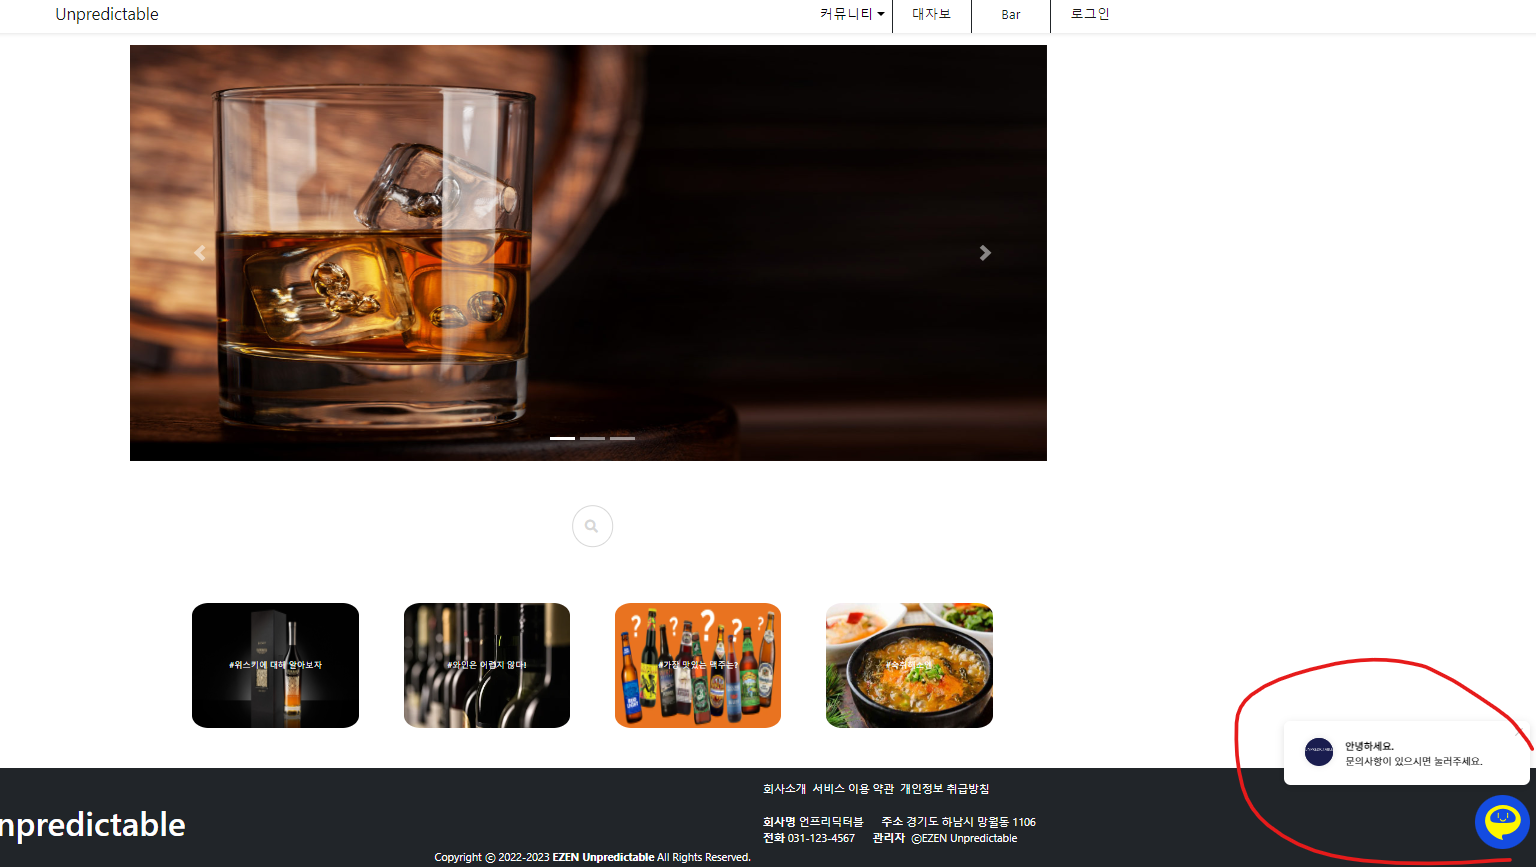 Unpredictable
커뮤니티
대자보
Bar
로그인
#위스키에 대해 알아보자
#와인은 어렵지 않다!
#가장 맛있는 맥주는?
안녕하세요.
문의사항이 있으시면 눌러주세요.
회사소개 서비스 이용 약관 개인정보 취급방침
npredictable
회사명 언프리딕터블 주소 경기도 하남시 망월동 1106
전화 031-123-4567 관리자 ©EZEN Unpredictable
Copyright © 2022-2023 EZEN Unpredictable All Rights Reserved.